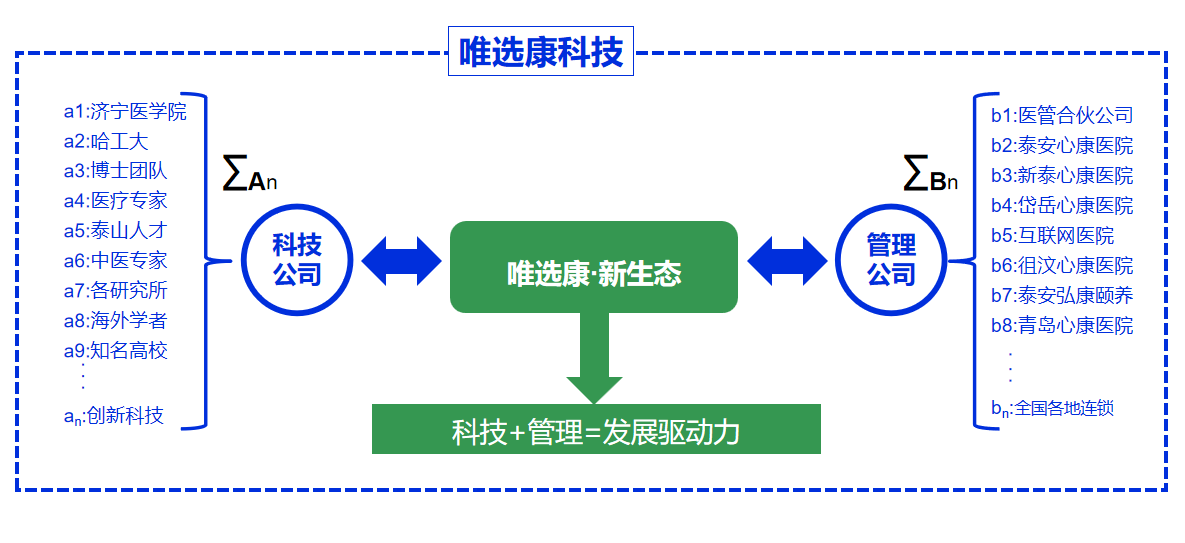 唯选康科技
a1:济宁医学院
a2:哈工大
a3:博士团队
a4:医疗专家
a5:泰山人才
a6:中医专家
a7:各研究所
a8:海外学者
a9:知名高校
.
.
.
an:创新科技
∑An
科技
公司
唯选康·新生态
科技+管理=发展驱动力
∑Bn
管理
公司
b1:医管合伙公司
b2:泰安心康医院
b3:新泰心康医院
b4:岱岳心康医院
b5:互联网医院
b6:徂汶心康医院
b7:泰安弘康颐养
b8:青岛心康医院
.
.
.
bn:全国各地连锁